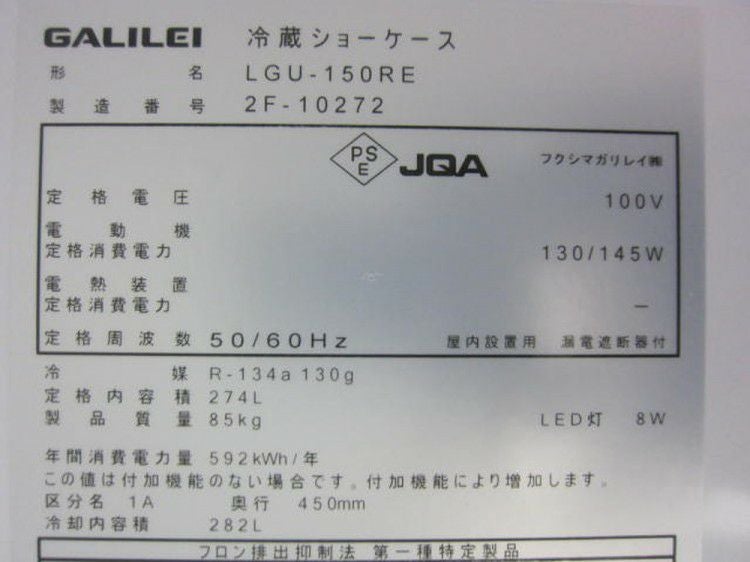 GALILEI 冷蔵ショーケース
形名 LGU-150RE
製造番号 2F-10272
PS E JQA フクシマガリレイ㈱
定格電圧 100V
電動機
定格消費電力 130/145W
電熱装置
定格消費電力 －
定格周波数 50/60Hz 屋内設置用 漏電遮断器付
冷媒 R-134a 130g
定格内容積 274L
製品質量 85kg LED灯 8W
年間消費電力量 592kWh/年
この値は付加機能のない場合です。付加機能により増加します。
区分名 1A 奥行 450mm
冷却内容積 282L
フロン排出抑制法 第一種特定製品